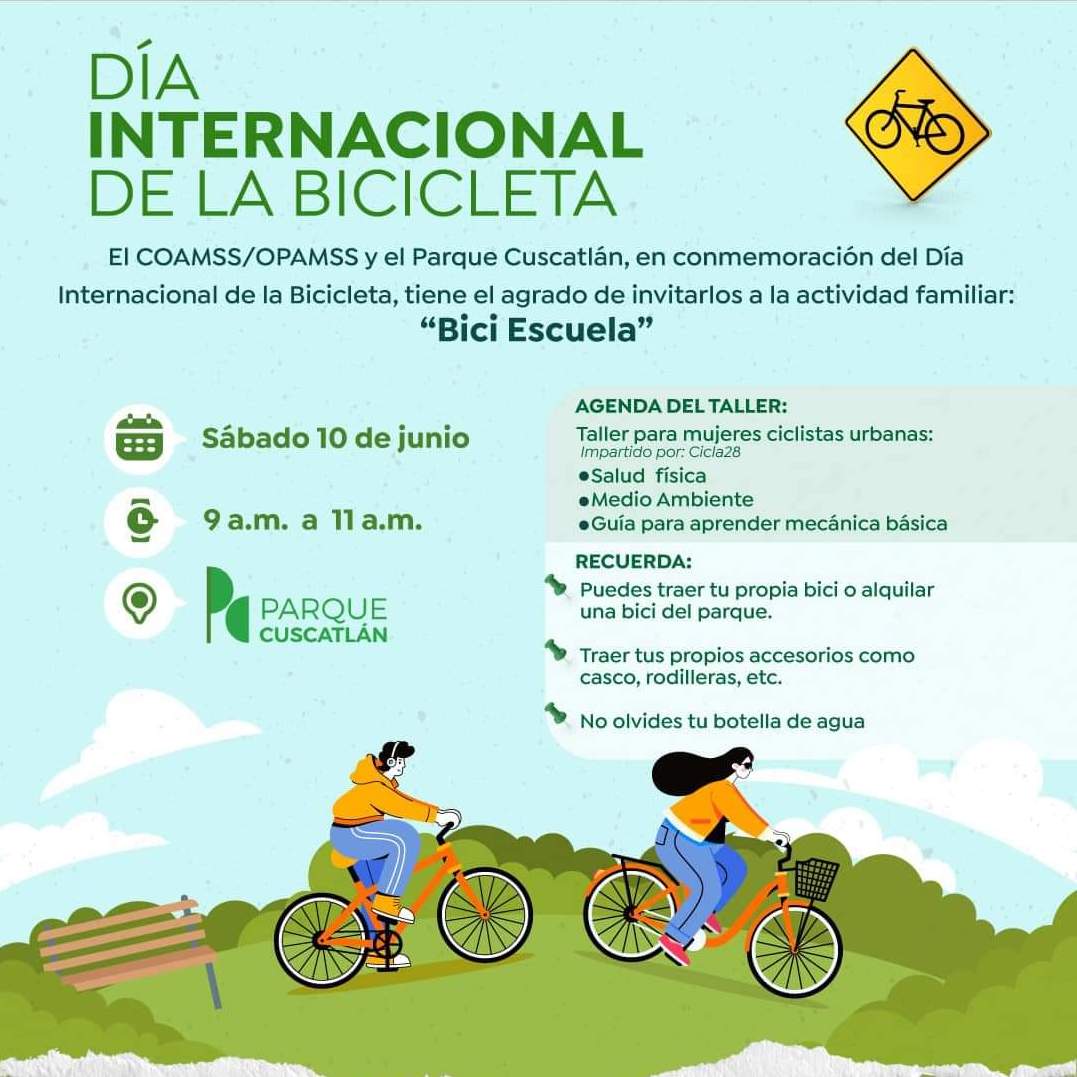 DÍA
INTERNACIONAL
DE LA BICICLETA
El COAMSS/OPAMSS y el Parque Cuscatlán, en conmemoración del Día
Internacional de la Bicicleta, tiene el agrado de invitarlos a la actividad familiar:
“Bici Escuela”
Sábado 10 de junio
9 a.m. a 11 a.m.
PARQUE
CUSCATLÁN
AGENDA DEL TALLER:
Taller para mujeres ciclistas urbanas:
Impartido por: Cicla28
•Salud física
•Medio Ambiente
•Guía para aprender mecánica básica
RECUERDA:
Puedes traer tu propia bici o alquilar
una bici del parque.
Traer tus propios accesorios como
casco, rodilleras, etc.
No olvides tu botella de agua